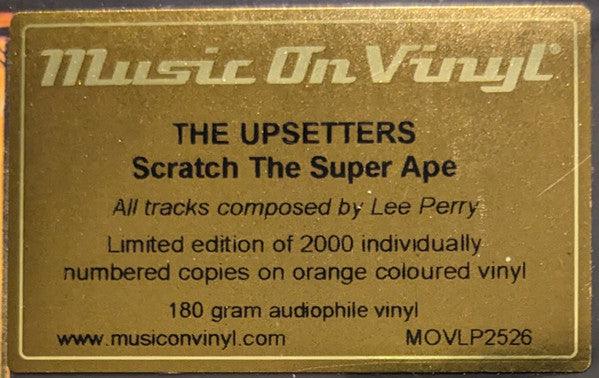 Music On Vinyl®
THE UPSETTERS
Scratch The Super Ape
All tracks composed by Lee Perry
Limited edition of 2000 individually
numbered copies on orange coloured vinyl
180 gram audiophile vinyl
www.musiconvinyl.com MOVLP2526